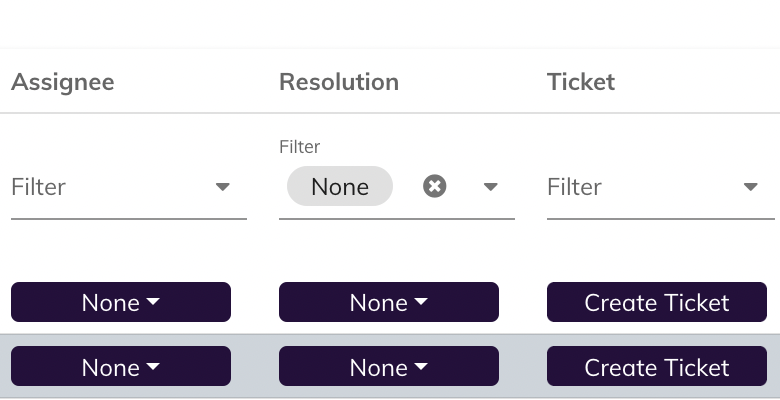 Assignee Resolution Ticket
Filter
Filter None Filter
None None Create Ticket
None None Create Ticket